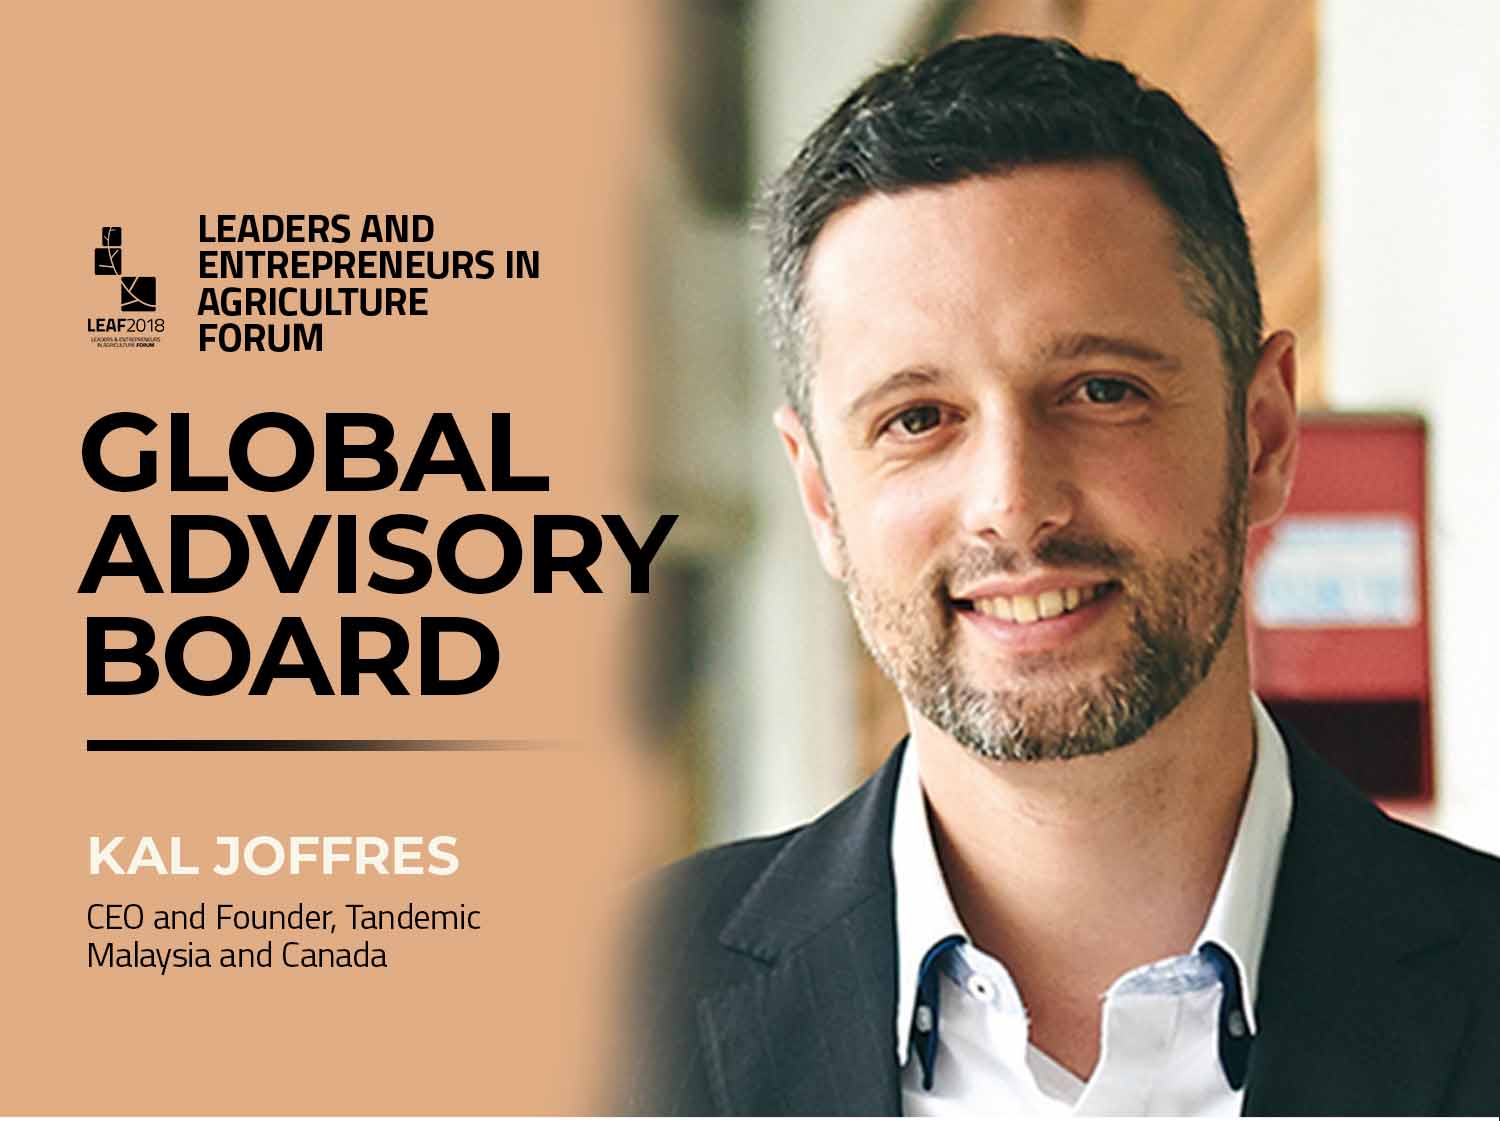 LEADERS AND
ENTREPRENEURS IN
AGRICULTURE
FORUM
LEAF2018
LEADERS & ENTREPRENEURS
IN AGRICULTURE FORUM
GLOBAL
ADVISORY
BOARD
KAL JOFFRES
CEO and Founder, Tandemic
Malaysia and Canada